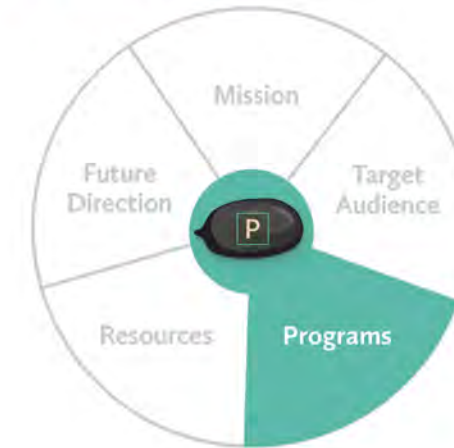 Mission
Future
Direction
Target
Audience
P
Resources
Programs